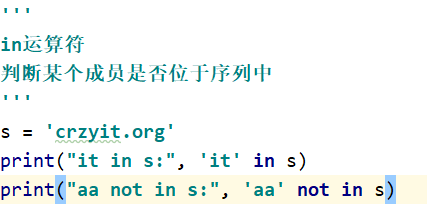 '''
in运算符
判断某个成员是否位于序列中
'''
s = 'crzyit.org'
print("it in s:", 'it' in s)
print("aa not in s:", 'aa' not in s)